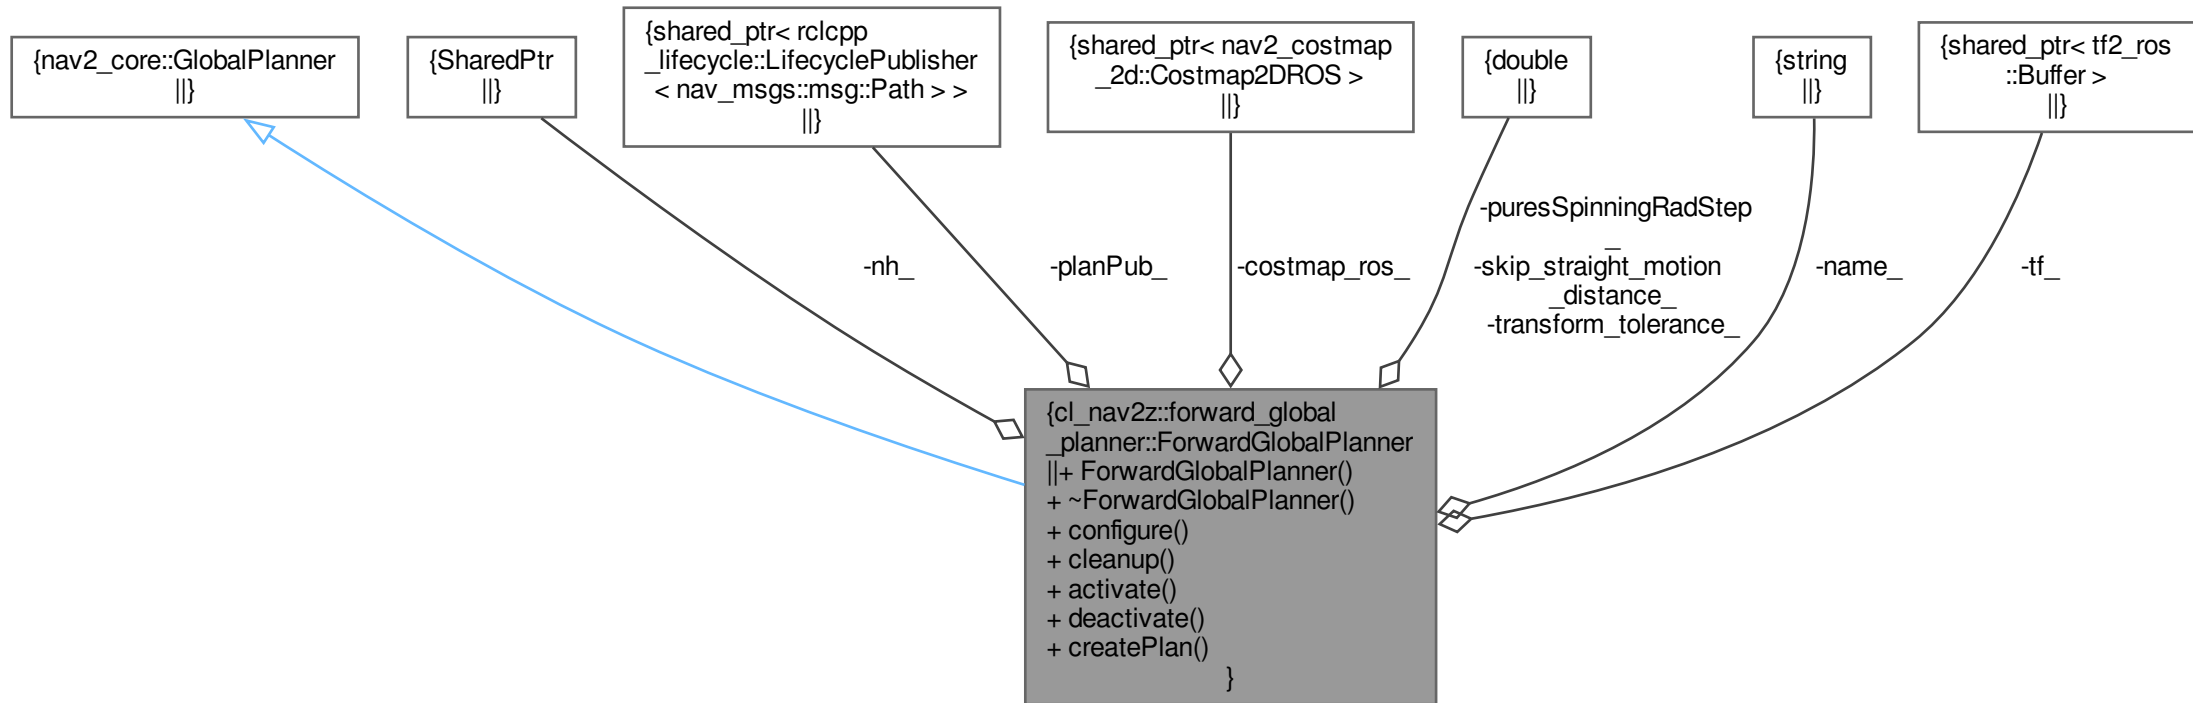 {nav2_core::GlobalPlanner
||}
{SharedPtr
||}
{shared_ptr< rclcpp
_lifecycle::LifecyclePublisher
< nav_msgs::msg::Path > >
||}
{shared_ptr< nav2_costmap
_2d::Costmap2DROS >
||}
{double
||}
{string
||}
{shared_ptr< tf2_ros
::Buffer >
||}
-nh_
-planPub_
-costmap_ros_
-puresSpinningRadStep
_
-skip_straight_motion
_distance_
-transform_tolerance_
-name_
-tf_
{cl_nav2z::forward_global
_planner::ForwardGlobalPlanner
||+ ForwardGlobalPlanner()
+ ~ForwardGlobalPlanner()
+ configure()
+ cleanup()
+ activate()
+ deactivate()
+ createPlan()
}